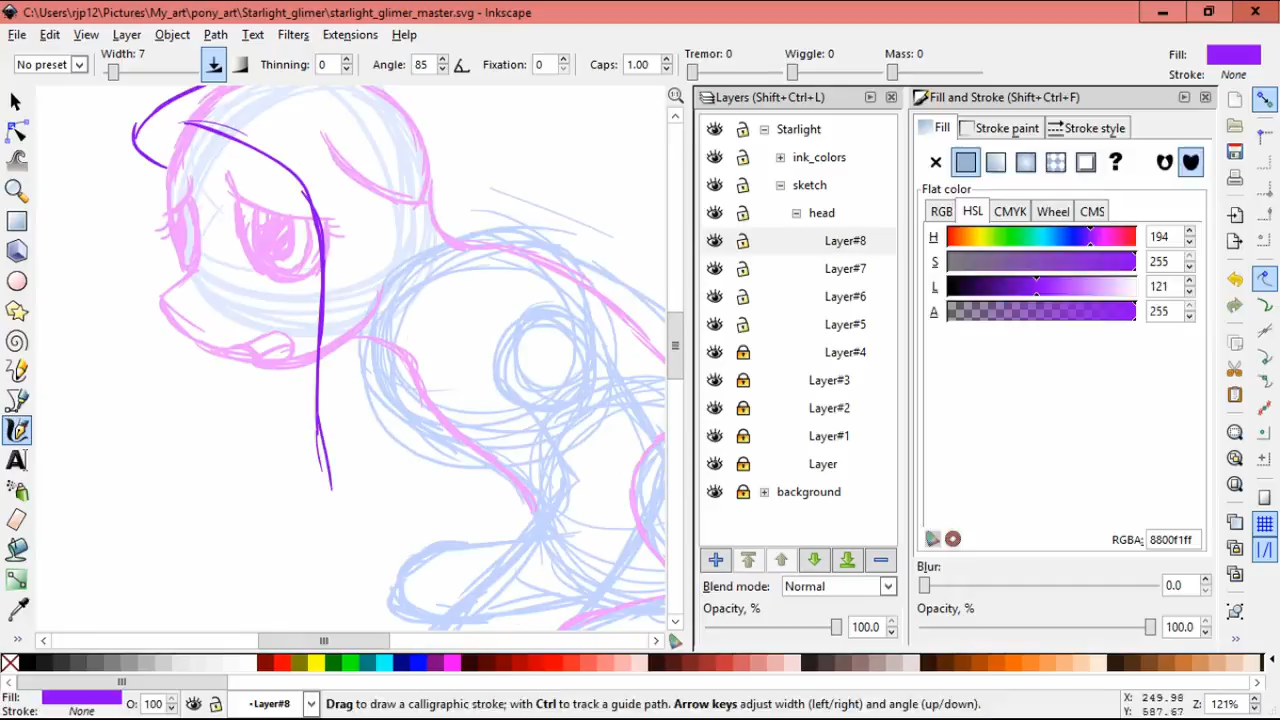 C:\Users\rjp12\Pictures\My_art\pony_art\Starlight_glimer\starlight_glimer_master.svg - Inkscape
File Edit View Layer Object Path Text Filters Extensions Help
No preset Width: 7 Thinning: 0 Angle: 85 Fixation: 0 Caps: 1.00 Tremor: 0 Wiggle: 0 Mass: 0 Fill:
Stroke: None
Layers (Shift+Ctrl+L) Fill and Stroke (Shift+Ctrl+F)
Starlight
ink_colors
sketch
head
Layer#8
Layer#7
Layer#6
Layer#5
Layer#4
Layer#3
Layer#2
Layer#1
Layer
background
Blend mode: Normal
Opacity, % 100.0
Fill Stroke paint Stroke style
?
Flat color
RGB HSL CMYK Wheel CMS
H 194
S 255
L 121
A 255
RGBA: 8800f1ff
Blur:
0.0
Opacity, %
100.0
Fill:
Stroke: None O: 100 Layer#8 Drag to draw a calligraphic stroke; with Ctrl to track a guide path. Arrow keys adjust width (left/right) and angle (up/down). X: 249.98
Y: 587.67
Z: 121%